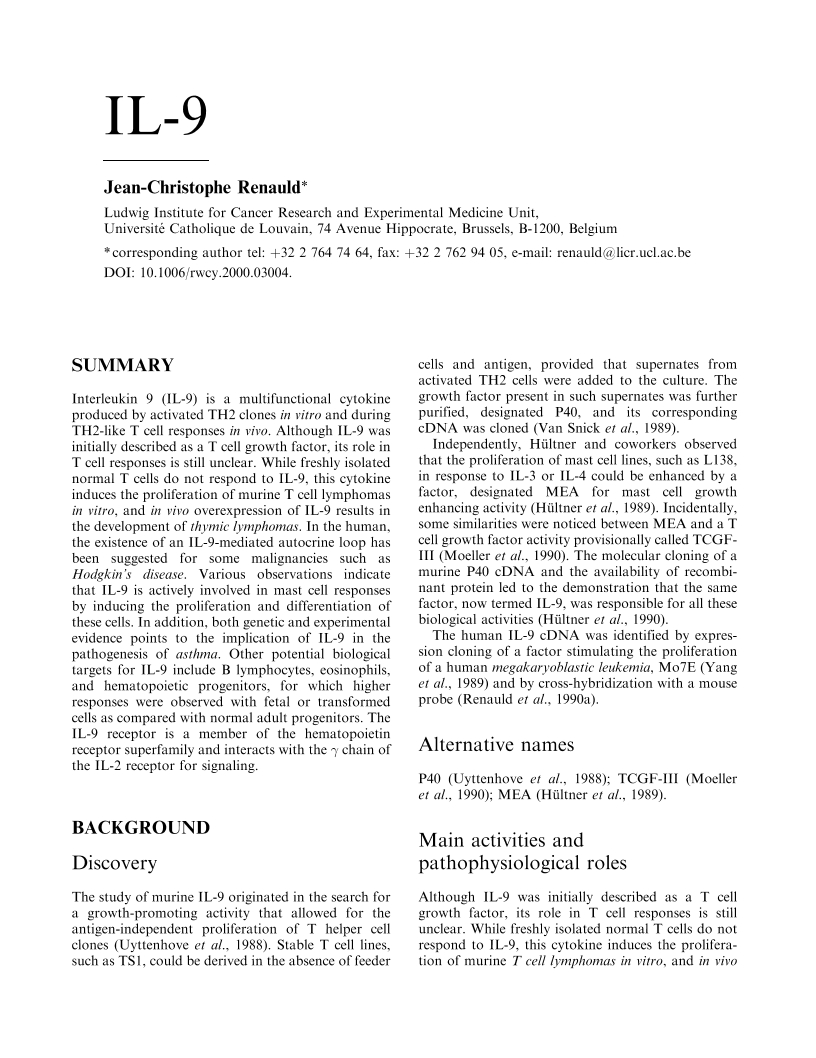 IL-9
Jean-Christophe Renauld*
Ludwig Institute for Cancer Research and Experimental Medicine Unit,
Université Catholique de Louvain, 74 Avenue Hippocrate, Brussels, B-1200, Belgium
*corresponding author tel: +32 2 764 74 64, fax: +32 2 762 94 05, e-mail: renauld@licr.ucl.ac.be
DOI: 10.1006/rwcy.2000.03004.
SUMMARY
Interleukin 9 (IL-9) is a multifunctional cytokine
produced by activated TH2 clones in vitro and during
TH2-like T cell responses in vivo. Although IL-9 was
initially described as a T cell growth factor, its role in
T cell responses is still unclear. While freshly isolated
normal T cells do not respond to IL-9, this cytokine
induces the proliferation of murine T cell lymphomas
in vitro, and in vivo overexpression of IL-9 results in
the development of thymic lymphomas. In the human,
the existence of an IL-9-mediated autocrine loop has
been suggested for some malignancies such as
Hodgkin's disease. Various observations indicate
that IL-9 is actively involved in mast cell responses
by inducing the proliferation and differentiation of
these cells. In addition, both genetic and experimental
evidence points to the implication of IL-9 in the
pathogenesis of asthma. Other potential biological
targets for IL-9 include B lymphocytes, eosinophils,
and hematopoietic progenitors, for which higher
responses were observed with fetal or transformed
cells as compared with normal adult progenitors. The
IL-9 receptor is a member of the hematopoietin
receptor superfamily and interacts with the γ chain of
the IL-2 receptor for signaling.
BACKGROUND
Discovery
The study of murine IL-9 originated in the search for
a growth-promoting activity that allowed for the
antigen-independent proliferation of T helper cell
clones (Uyttenhove et al., 1988). Stable T cell lines,
such as TS1, could be derived in the absence of feeder
cells and antigen, provided that supernates from
activated TH2 cells were added to the culture. The
growth factor present in such supernates was further
purified, designated P40, and its corresponding
cDNA was cloned (Van Snick et al., 1989).
Independently, Hültner and coworkers observed
that the proliferation of mast cell lines, such as L138,
in response to IL-3 or IL-4 could be enhanced by a
factor, designated MEA for mast cell growth
enhancing activity (Hültner et al., 1989). Incidentally,
some similarities were noticed between MEA and a T
cell growth factor activity provisionally called TCGF-
III (Moeller et al., 1990). The molecular cloning of a
murine P40 cDNA and the availability of recombi-
nant protein led to the demonstration that the same
factor, now termed IL-9, was responsible for all these
biological activities (Hültner et al., 1990).
The human IL-9 cDNA was identified by expres-
sion cloning of a factor stimulating the proliferation
of a human megakaryoblastic leukemia, Mo7E (Yang
et al., 1989) and by cross-hybridization with a mouse
probe (Renauld et al., 1990a).
Alternative names
P40 (Uyttenhove et al., 1988); TCGF-III (Moeller
et al., 1990); MEA (Hültner et al., 1989).
Main activities and
pathophysiological roles
Although IL-9 was initially described as a T cell
growth factor, its role in T cell responses is still
unclear. While freshly isolated normal T cells do not
respond to IL-9, this cytokine induces the prolifera-
tion of murine T cell lymphomas in vitro, and in vivo